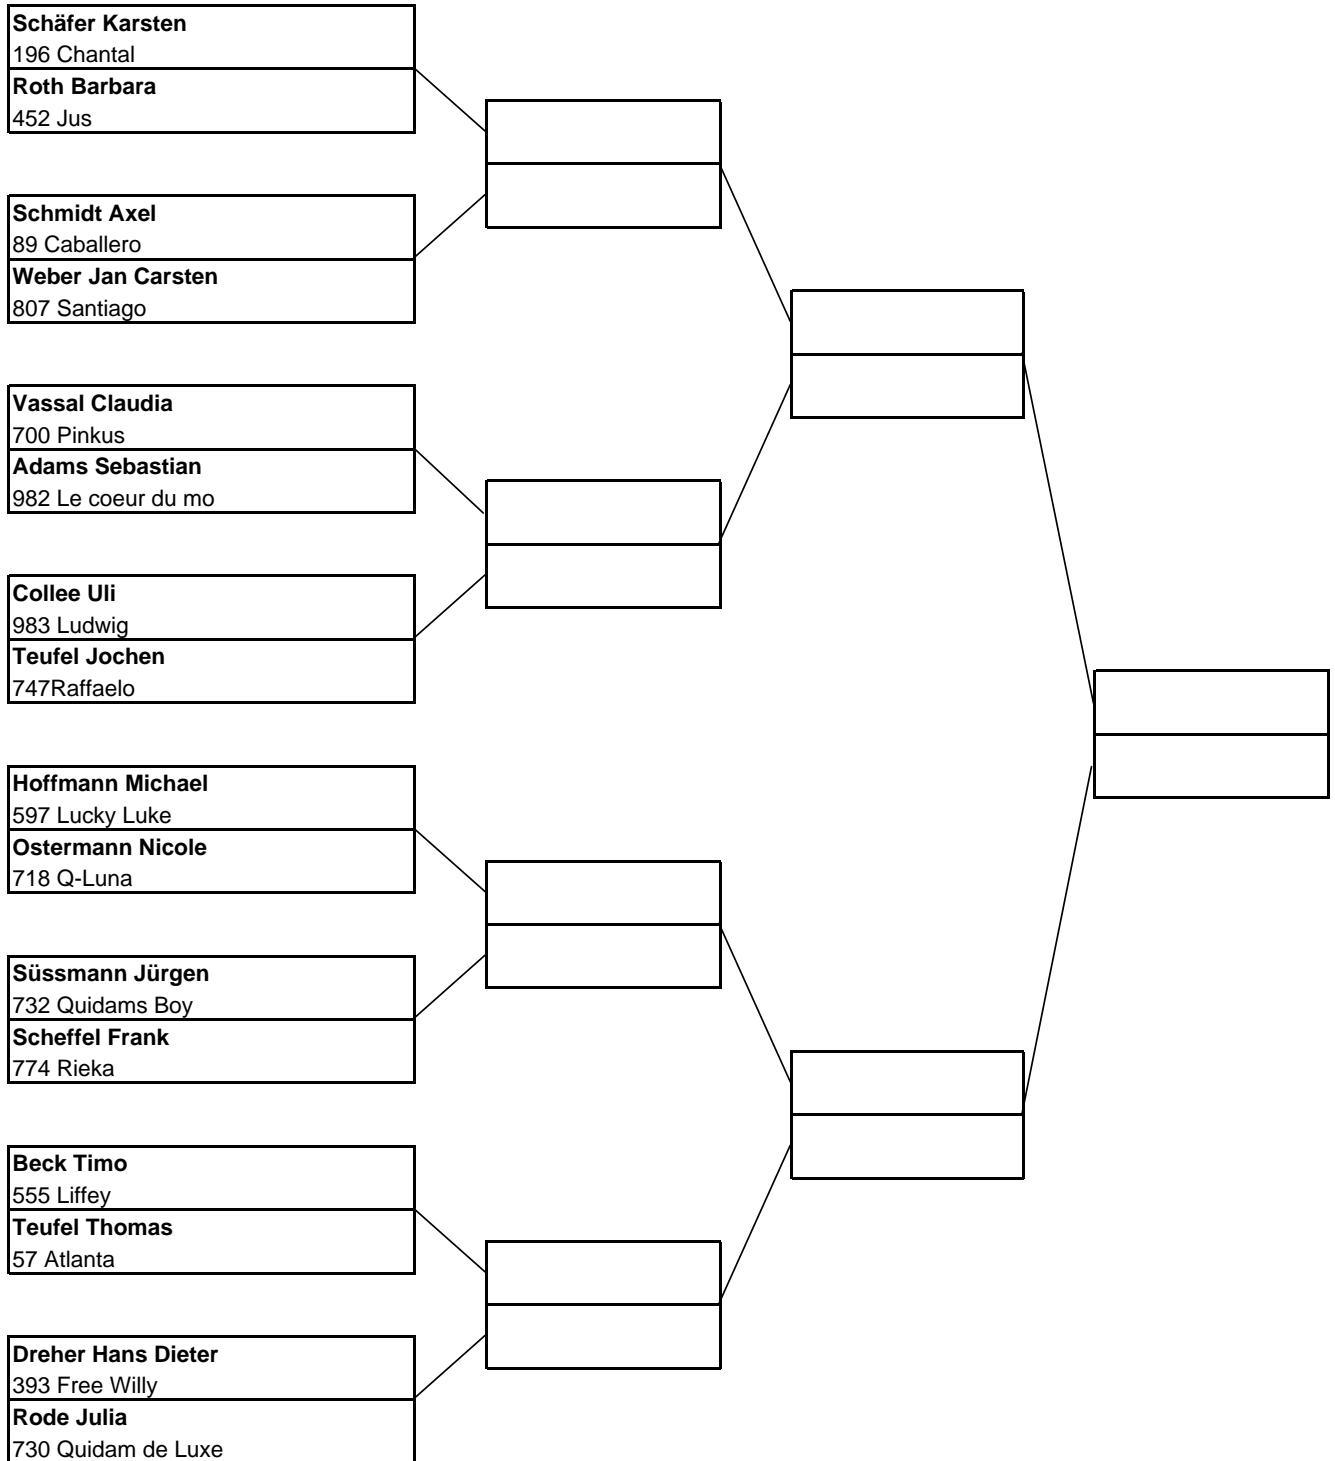 Schäfer Karsten
196 Chantal
Roth Barbara
452 Jus
Schmidt Axel
89 Caballero
Weber Jan Carsten
807 Santiago
Vassal Claudia
700 Pinkus
Adams Sebastian
982 Le coeur du mo
Collee Uli
983 Ludwig
Teufel Jochen
747Raffaelo
Hoffmann Michael
597 Lucky Luke
Ostermann Nicole
718 Q-Luna
Süssmann Jürgen
732 Quidams Boy
Scheffel Frank
774 Rieka
Beck Timo
555 Liffey
Teufel Thomas
57 Atlanta
Dreher Hans Dieter
393 Free Willy
Rode Julia
730 Quidam de Luxe